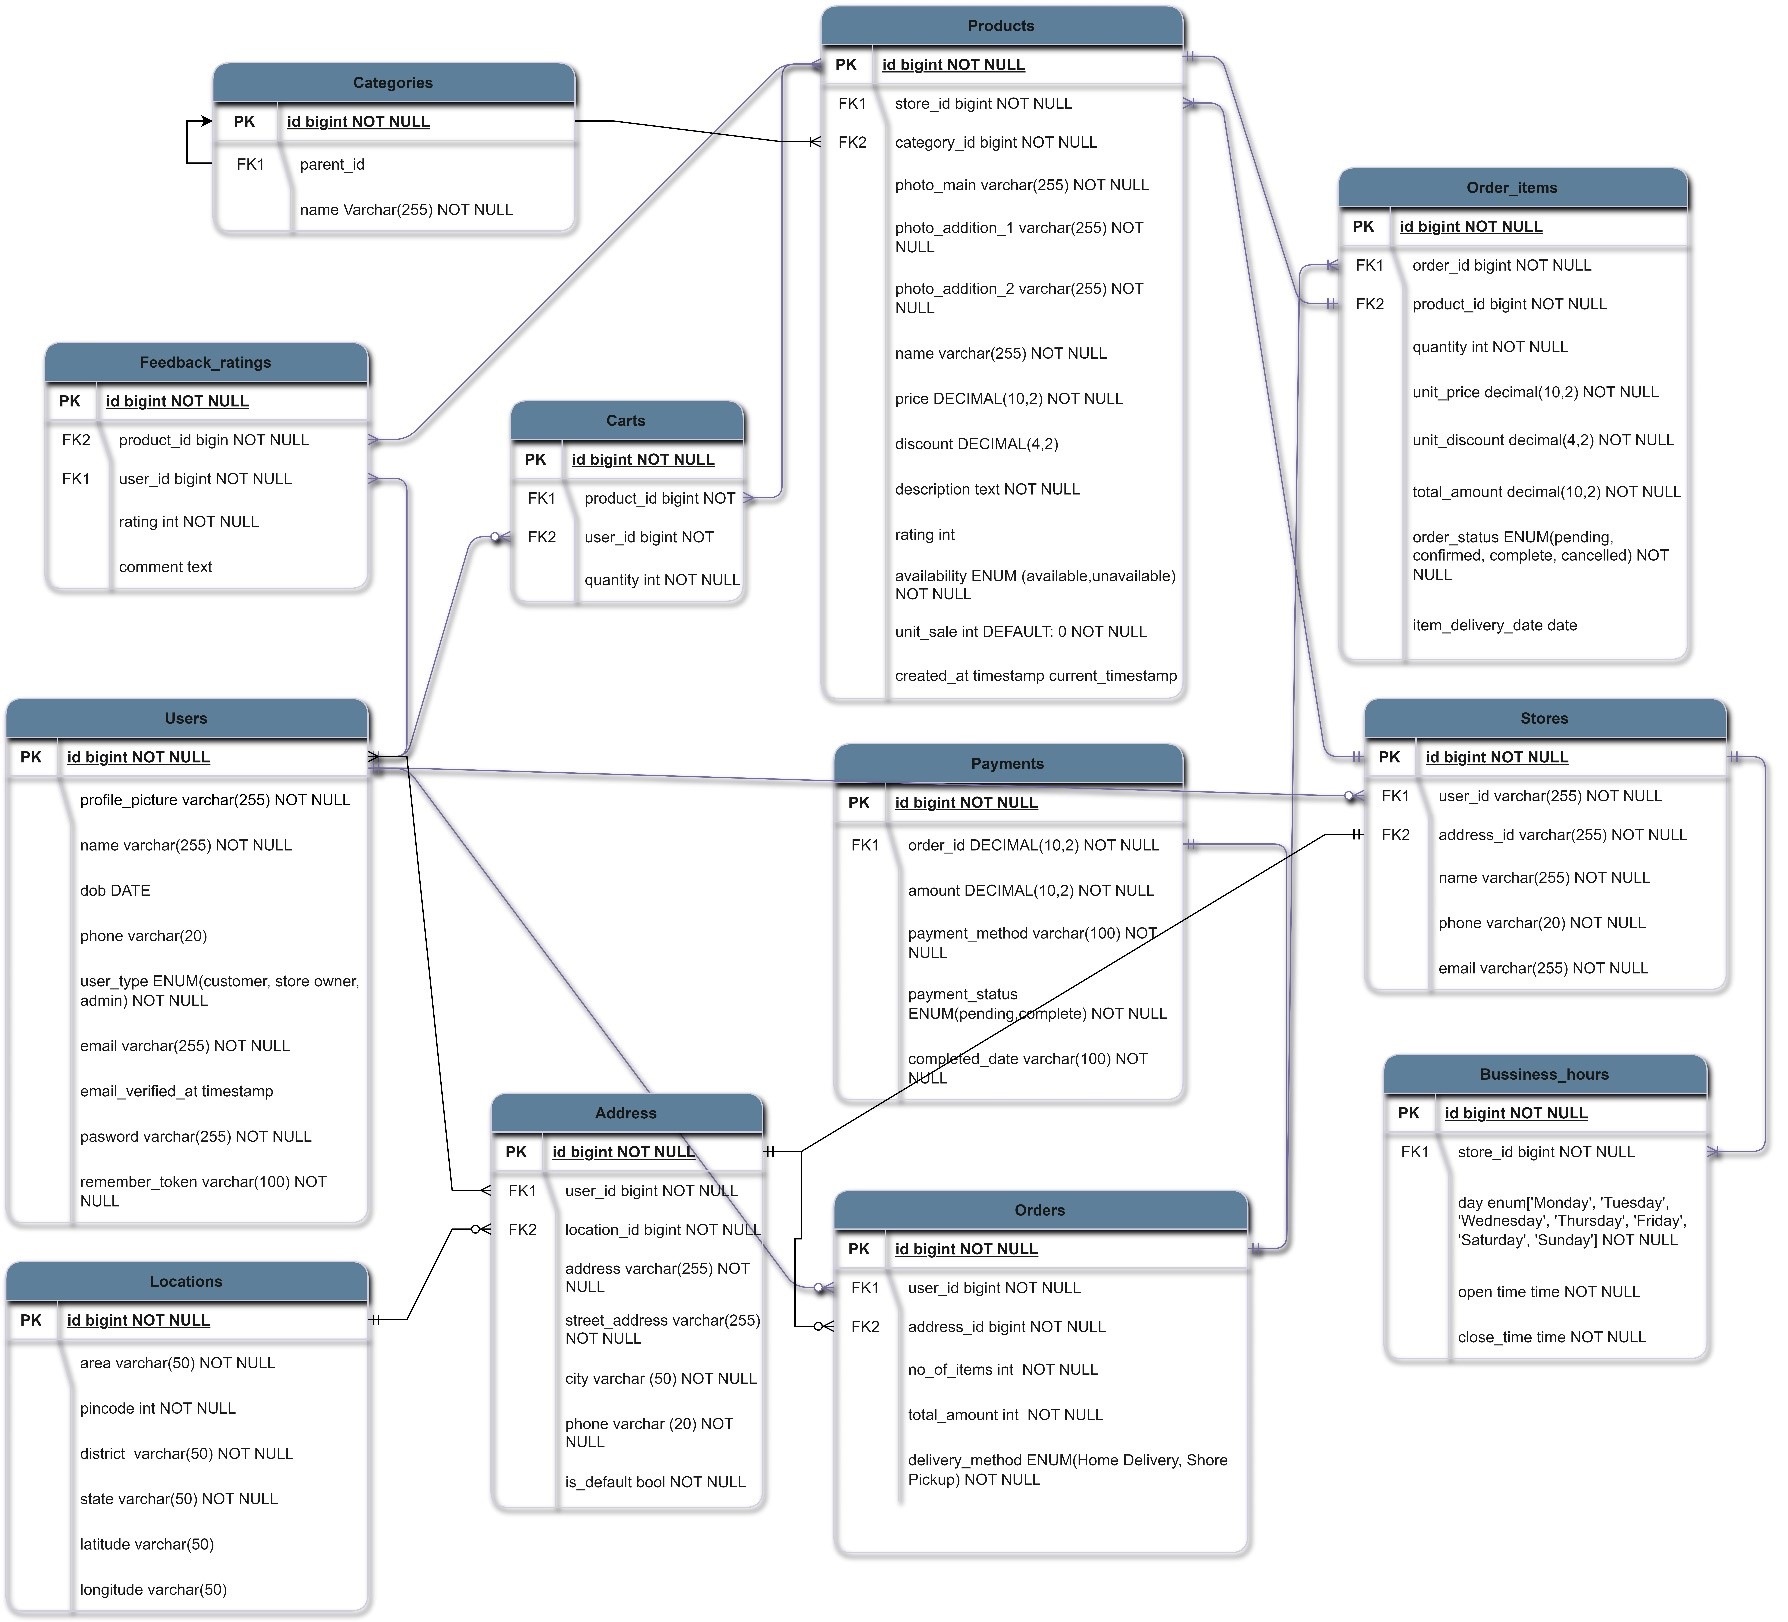 Products
PK id bigint NOT NULL
FK1 store_id bigint NOT NULL
FK2 category_id bigint NOT NULL
photo_main varchar(255) NOT NULL
photo_addition_1 varchar(255) NOT
NULL
photo_addition_2 varchar(255) NOT
NULL
name varchar(255) NOT NULL
price DECIMAL(10,2) NOT NULL
discount DECIMAL(4,2)
description text NOT NULL
rating int
availability ENUM (available,unavailable)
NOT NULL
unit_sale int DEFAULT: 0 NOT NULL
created_at timestamp current_timestamp
Categories
PK id bigint NOT NULL
FK1 parent_id
name Varchar(255) NOT NULL
Order_items
PK id bigint NOT NULL
FK1 order_id bigint NOT NULL
FK2 product_id bigint NOT NULL
quantity int NOT NULL
unit_price decimal(10,2) NOT NULL
unit_discount decimal(4,2) NOT NULL
total_amount decimal(10,2) NOT NULL
order_status ENUM(pending,
confirmed, complete, cancelled) NOT
NULL
item_delivery_date date
Feedback_ratings
PK id bigint NOT NULL
FK2 product_id bigin NOT NULL
FK1 user_id bigint NOT NULL
rating int NOT NULL
comment text
Carts
PK id bigint NOT NULL
FK1 product_id bigint NOT
FK2 user_id bigint NOT
quantity int NOT NULL
Users
PK id bigint NOT NULL
profile_picture varchar(255) NOT NULL
name varchar(255) NOT NULL
dob DATE
phone varchar(20)
user_type ENUM(customer, store owner,
admin) NOT NULL
email varchar(255) NOT NULL
email_verified_at timestamp
pasword varchar(255) NOT NULL
remember_token varchar(100) NOT
NULL
Payments
PK id bigint NOT NULL
FK1 order_id DECIMAL(10,2) NOT NULL
amount DECIMAL(10,2) NOT NULL
payment_method varchar(100) NOT
NULL
payment_status
ENUM(pending,complete) NOT NULL
completed_date varchar(100) NOT
NULL
Stores
PK id bigint NOT NULL
FK1 user_id varchar(255) NOT NULL
FK2 address_id varchar(255) NOT NULL
name varchar(255) NOT NULL
phone varchar(20) NOT NULL
email varchar(255) NOT NULL
Bussiness_hours
PK id bigint NOT NULL
FK1 store_id bigint NOT NULL
day enum['Monday', 'Tuesday',
'Wednesday', 'Thursday', 'Friday',
'Saturday', 'Sunday'] NOT NULL
open time time NOT NULL
close_time time NOT NULL
Address
PK id bigint NOT NULL
FK1 user_id bigint NOT NULL
FK2 location_id bigint NOT NULL
address varchar(255) NOT
NULL
street_address varchar(255)
NOT NULL
city varchar (50) NOT NULL
phone varchar (20) NOT
NULL
is_default bool NOT NULL
Orders
PK id bigint NOT NULL
FK1 user_id bigint NOT NULL
FK2 address_id bigint NOT NULL
no_of_items int NOT NULL
total_amount int NOT NULL
delivery_method ENUM(Home Delivery, Shore
Pickup) NOT NULL
Locations
PK id bigint NOT NULL
area varchar(50) NOT NULL
pincode int NOT NULL
district varchar(50) NOT NULL
state varchar(50) NOT NULL
latitude varchar(50)
longitude varchar(50)